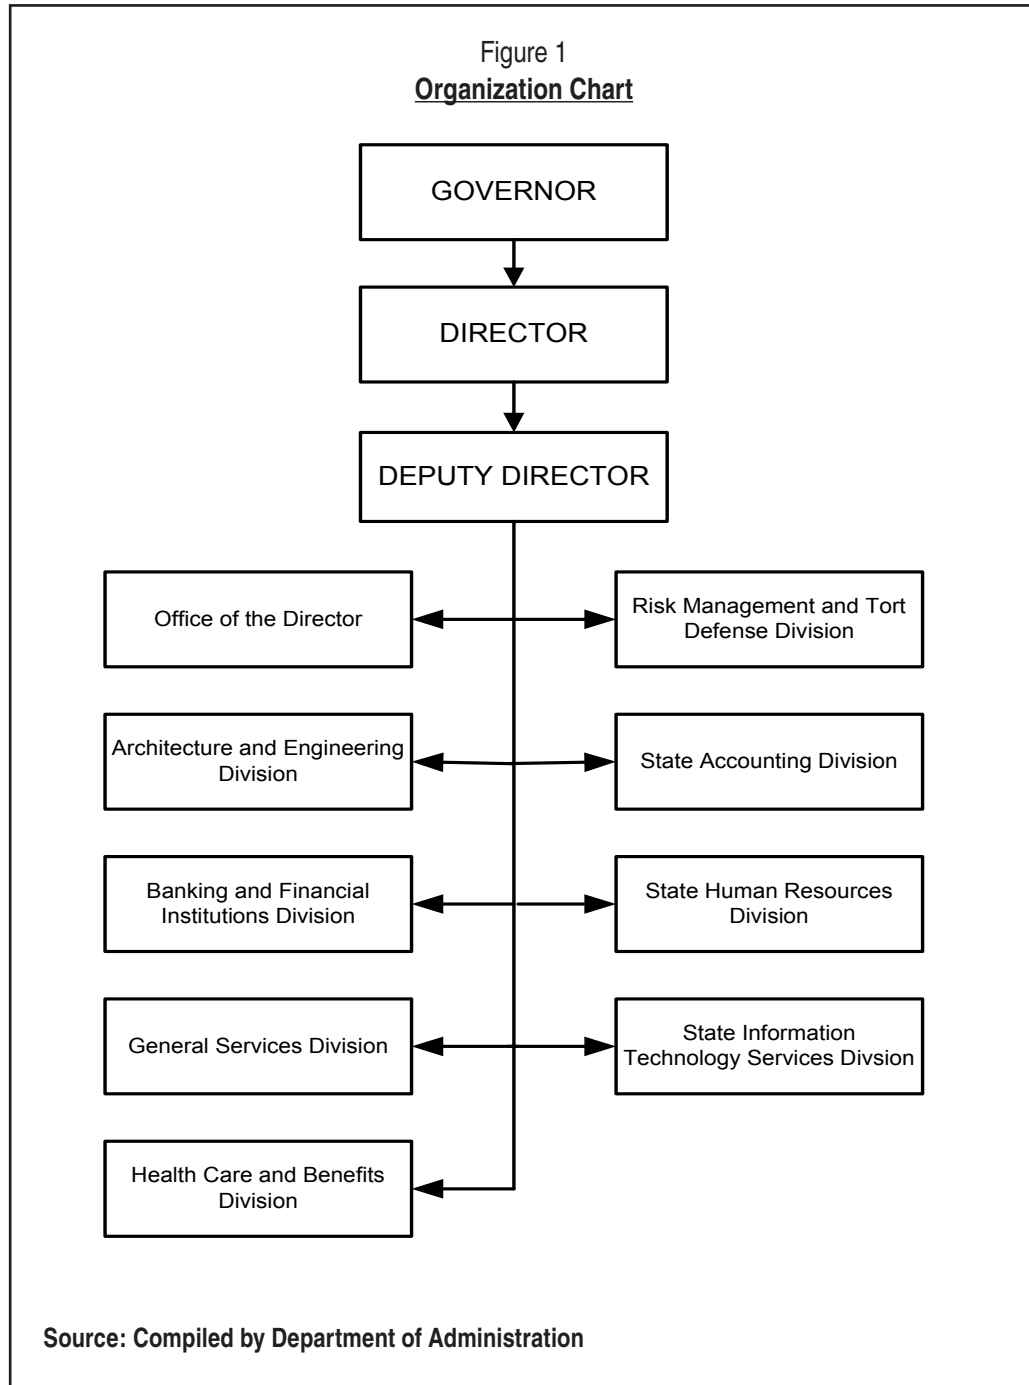 Figure 1
Organization Chart
GOVERNOR
DIRECTOR
DEPUTY DIRECTOR
Office of the Director
Risk Management and Tort
Defense Division
Architecture and Engineering
Division
State Accounting Division
Banking and Financial
Institutions Division
State Human Resources
Division
General Services Division
State Information
Technology Services Divsion
Health Care and Benefits
Division
Source: Compiled by Department of Administration